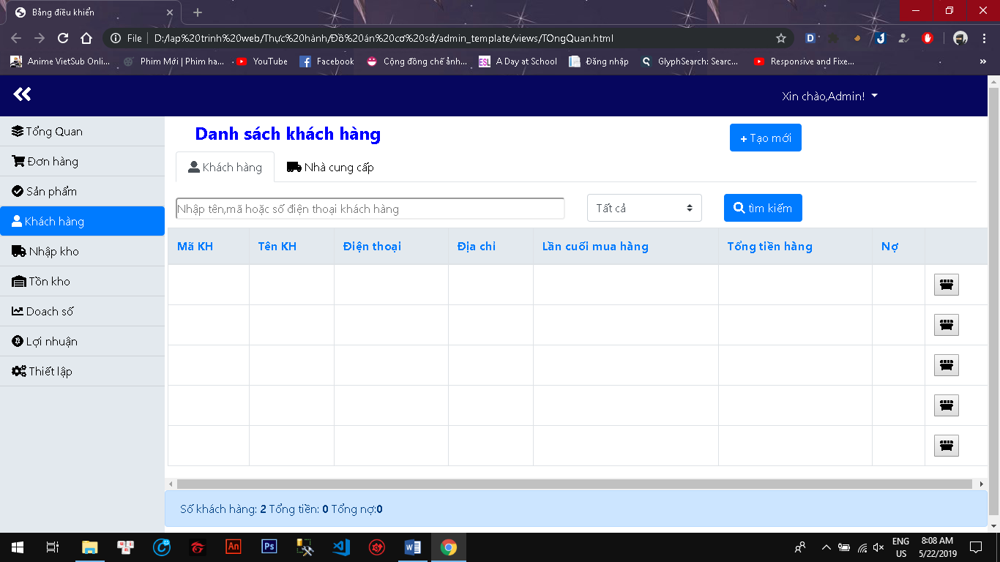 Bảng điều khiển
File D:/lap%20trinh%20web/Thực%20hành/Đồ%20án%20cơ%20sở/admin_template/views/TOngQuan.html
Anime VietSub Onli... Phim Mới | Phim ha... YouTube Facebook Cộng đồng chế ảnh... ESL A Day at School Đăng nhập GlyphSearch: Searc... Responsive and Fixe...
Xin chào,Admin!
Tổng Quan
Đơn hàng
Sản phẩm
Khách hàng
Nhập kho
Tồn kho
Doach số
Lợi nhuận
Thiết lập
Danh sách khách hàng
+ Tạo mới
Khách hàng Nhà cung cấp
Nhập tên,mã hoặc số điện thoại khách hàng Tất cả tìm kiếm
Mã KH Tên KH Điện thoại Địa chỉ Lần cuối mua hàng Tổng tiền hàng Nợ
Số khách hàng: 2 Tổng tiền: 0 Tổng nợ:0
An Ps
ENG 8:08 AM
US 5/22/2019